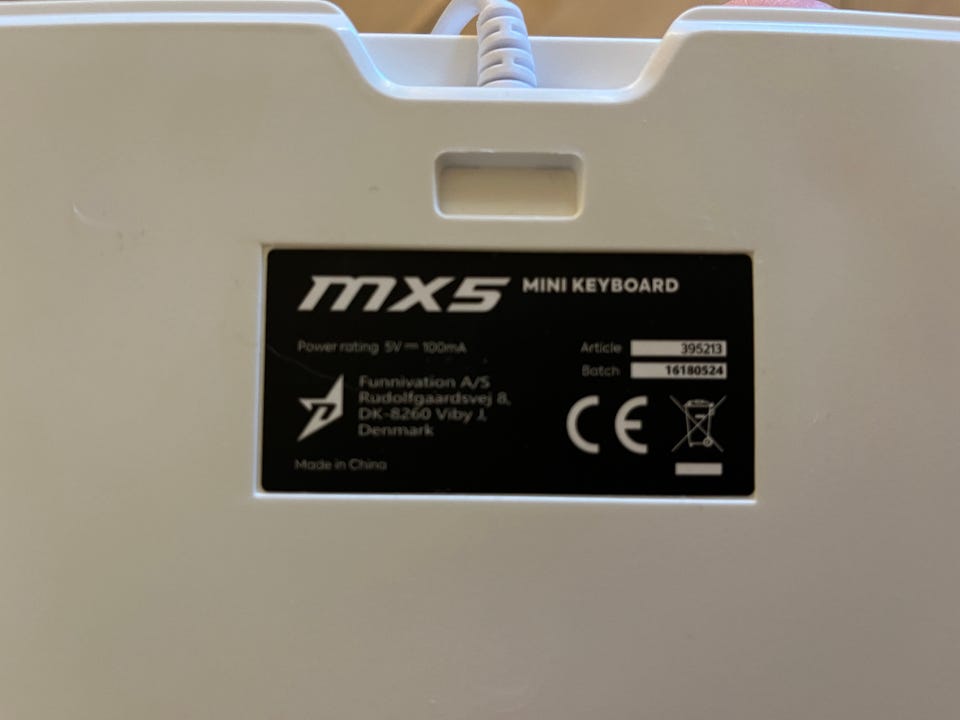 mx5 MINI KEYBOARD
Power rating 5V ⎓ 100mA
Article 395213
Batch 16180524
Funnivation A/S
Rudolfgaardsvej 8,
DK-8260 Viby J,
Denmark
CE
Made in China